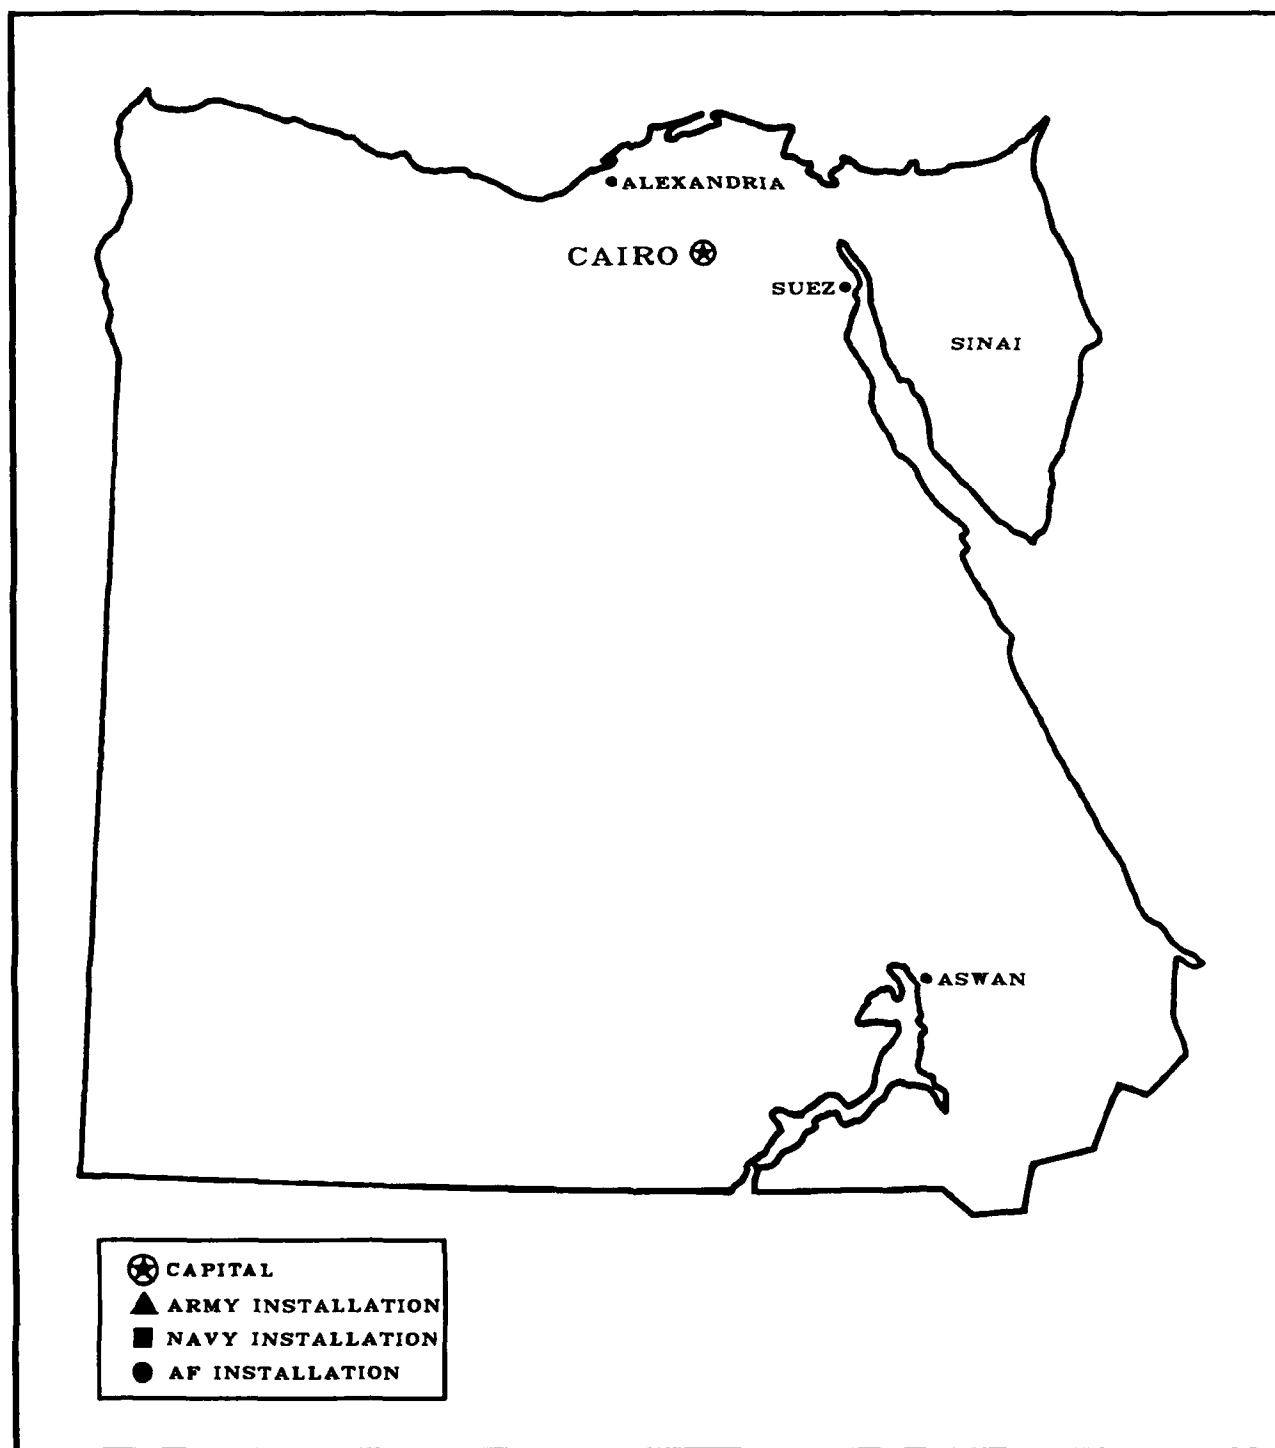 ALEXANDRIA
CAIRO
SUEZ
SINAI
ASWAN
CAPITAL
ARMY INSTALLATION
NAVY INSTALLATION
AF INSTALLATION